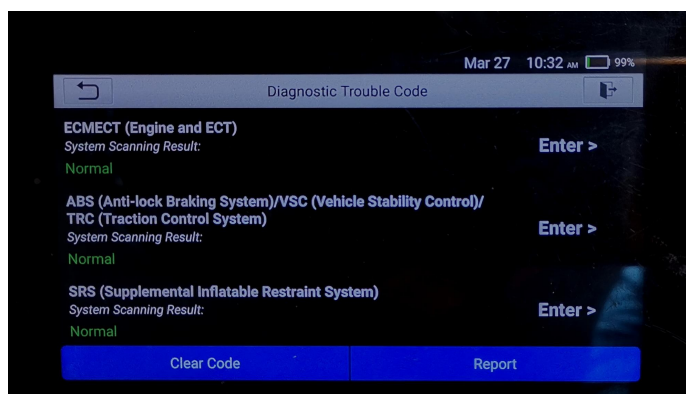 Mar 27 10:32 AM 99%
Diagnostic Trouble Code
ECMECT (Engine and ECT)
System Scanning Result:
Enter >
Normal
ABS (Anti-lock Braking System)/VSC (Vehicle Stability Control)/
TRC (Traction Control System)
System Scanning Result:
Enter >
Normal
SRS (Supplemental Inflatable Restraint System)
System Scanning Result:
Enter >
Normal
Clear Code Report